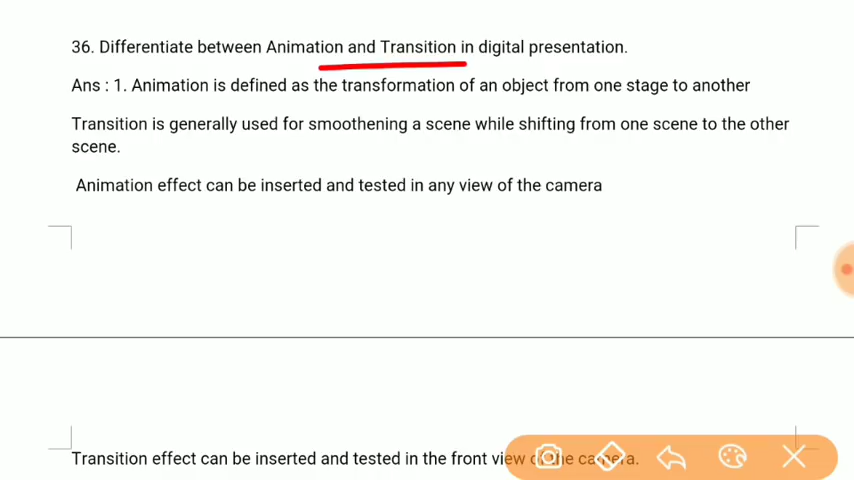 36. Differentiate between Animation and Transition in digital presentation.
Ans : 1. Animation is defined as the transformation of an object from one stage to another
Transition is generally used for smoothening a scene while shifting from one scene to the other
scene.
Animation effect can be inserted and tested in any view of the camera
Transition effect can be inserted and tested in the front view of the camera.